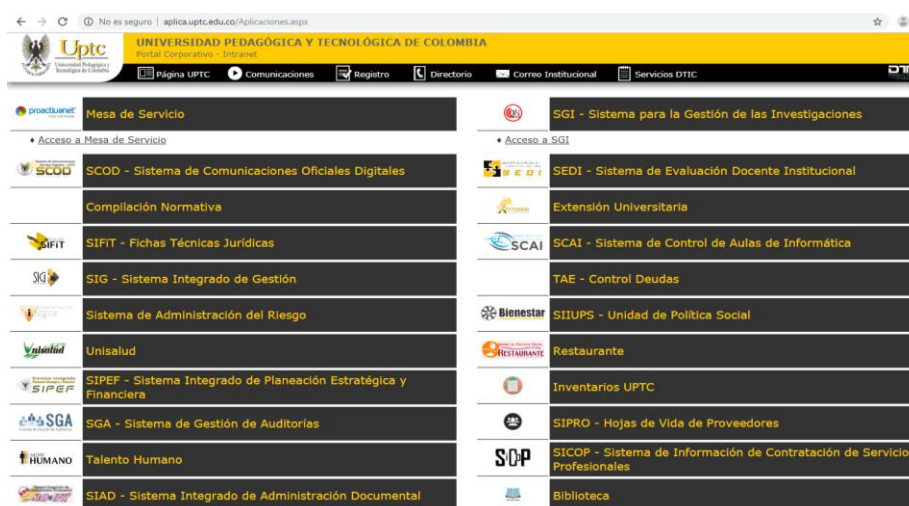 No es seguro | aplica.uptc.edu.co/Aplicaciones.aspx
Uptc
Universidad Pedagógica y
Tecnológica de Colombia
UNIVERSIDAD PEDAGÓGICA Y TECNOLÓGICA DE COLOMBIA
Portal Corporativo - Intranet
Página UPTC Comunicaciones Registro Directorio Correo Institucional Servicios DTIC
proactivanet Mesa de Servicio
Acceso a Mesa de Servicio
SCOD SCOD - Sistema de Comunicaciones Oficiales Digitales
Compilación Normativa
SIFIT SIFIT - Fichas Técnicas Jurídicas
SIG SIG - Sistema Integrado de Gestión
Sistema de Administración del Riesgo
Unisalud Unisalud
SIPEF SIPEF - Sistema Integrado de Planeación Estratégica y
Financiera
SGA SGA - Sistema de Gestión de Auditorías
HUMANO Talento Humano
SIAD - Sistema Integrado de Administración Documental
SGI - Sistema para la Gestión de las Investigaciones
Acceso a SGI
SEDI SEDI - Sistema de Evaluación Docente Institucional
Extensión Universitaria
SCAI SCAI - Sistema de Control de Aulas de Informática
TAE - Control Deudas
Bienestar SIIUPS - Unidad de Política Social
RESTAURANTE Restaurante
Inventarios UPTC
SIPRO - Hojas de Vida de Proveedores
SICOP - Sistema de Información de Contratación de Servicio
Profesionales
Biblioteca